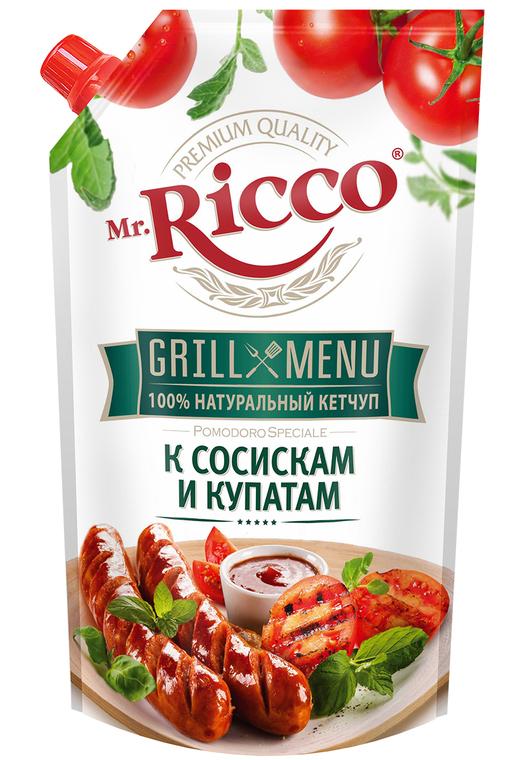 PREMIUM QUALITY
Mr. Ricco®
GRILL MENU
100% НАТУРАЛЬНЫЙ КЕТЧУП
POMODORO SPECIALE
К СОСИСКАМ
И КУПАТАМ